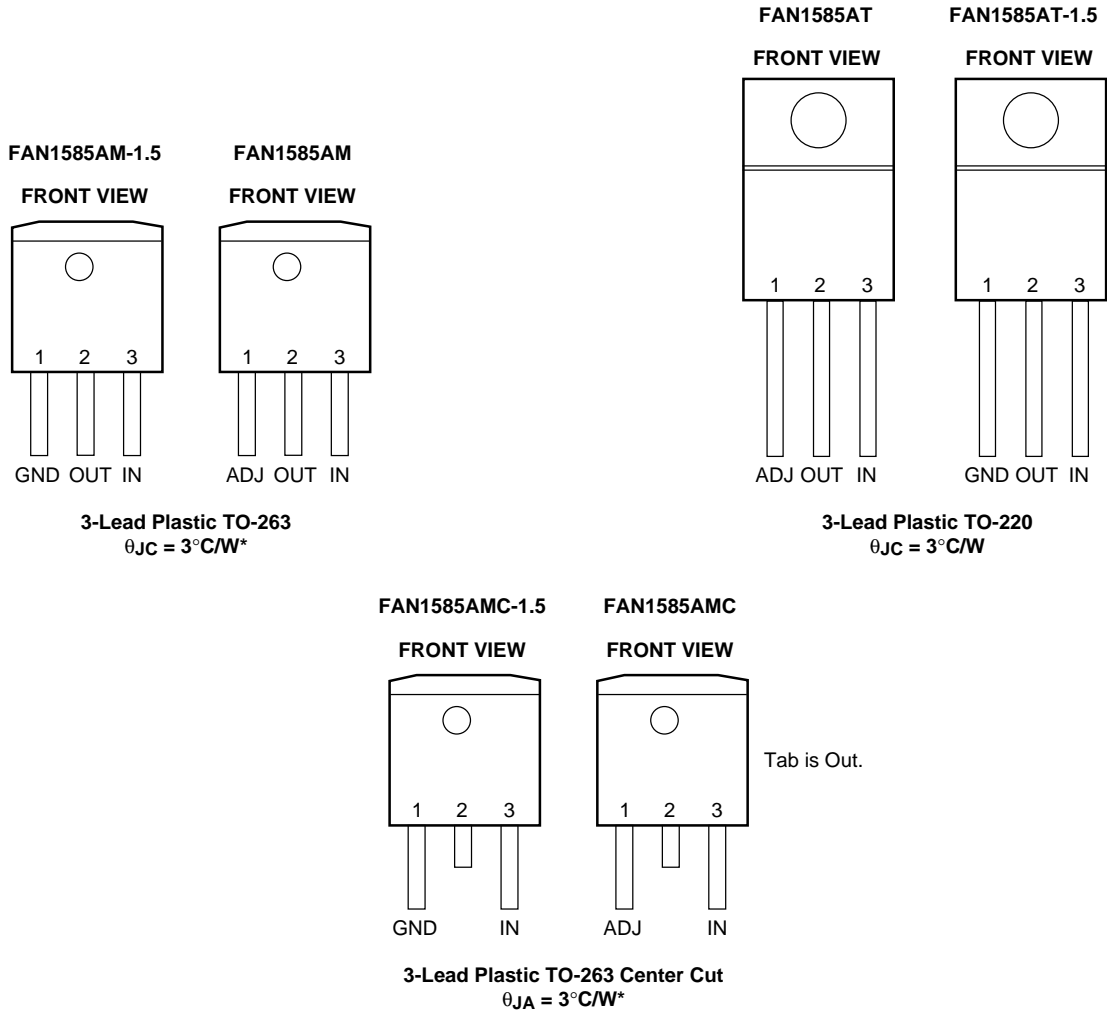 FAN1585AT FAN1585AT-1.5
FRONT VIEW FRONT VIEW
1 2 3 1 2 3
ADJ OUT IN GND OUT IN
3-Lead Plastic TO-220
θJC = 3°C/W
FAN1585AM-1.5 FAN1585AM
FRONT VIEW FRONT VIEW
1 2 3 1 2 3
GND OUT IN ADJ OUT IN
3-Lead Plastic TO-263
θJC = 3°C/W*
FAN1585AMC-1.5 FAN1585AMC
FRONT VIEW FRONT VIEW
Tab is Out.
1 2 3 1 2 3
GND IN ADJ IN
3-Lead Plastic TO-263 Center Cut
θJA = 3°C/W*